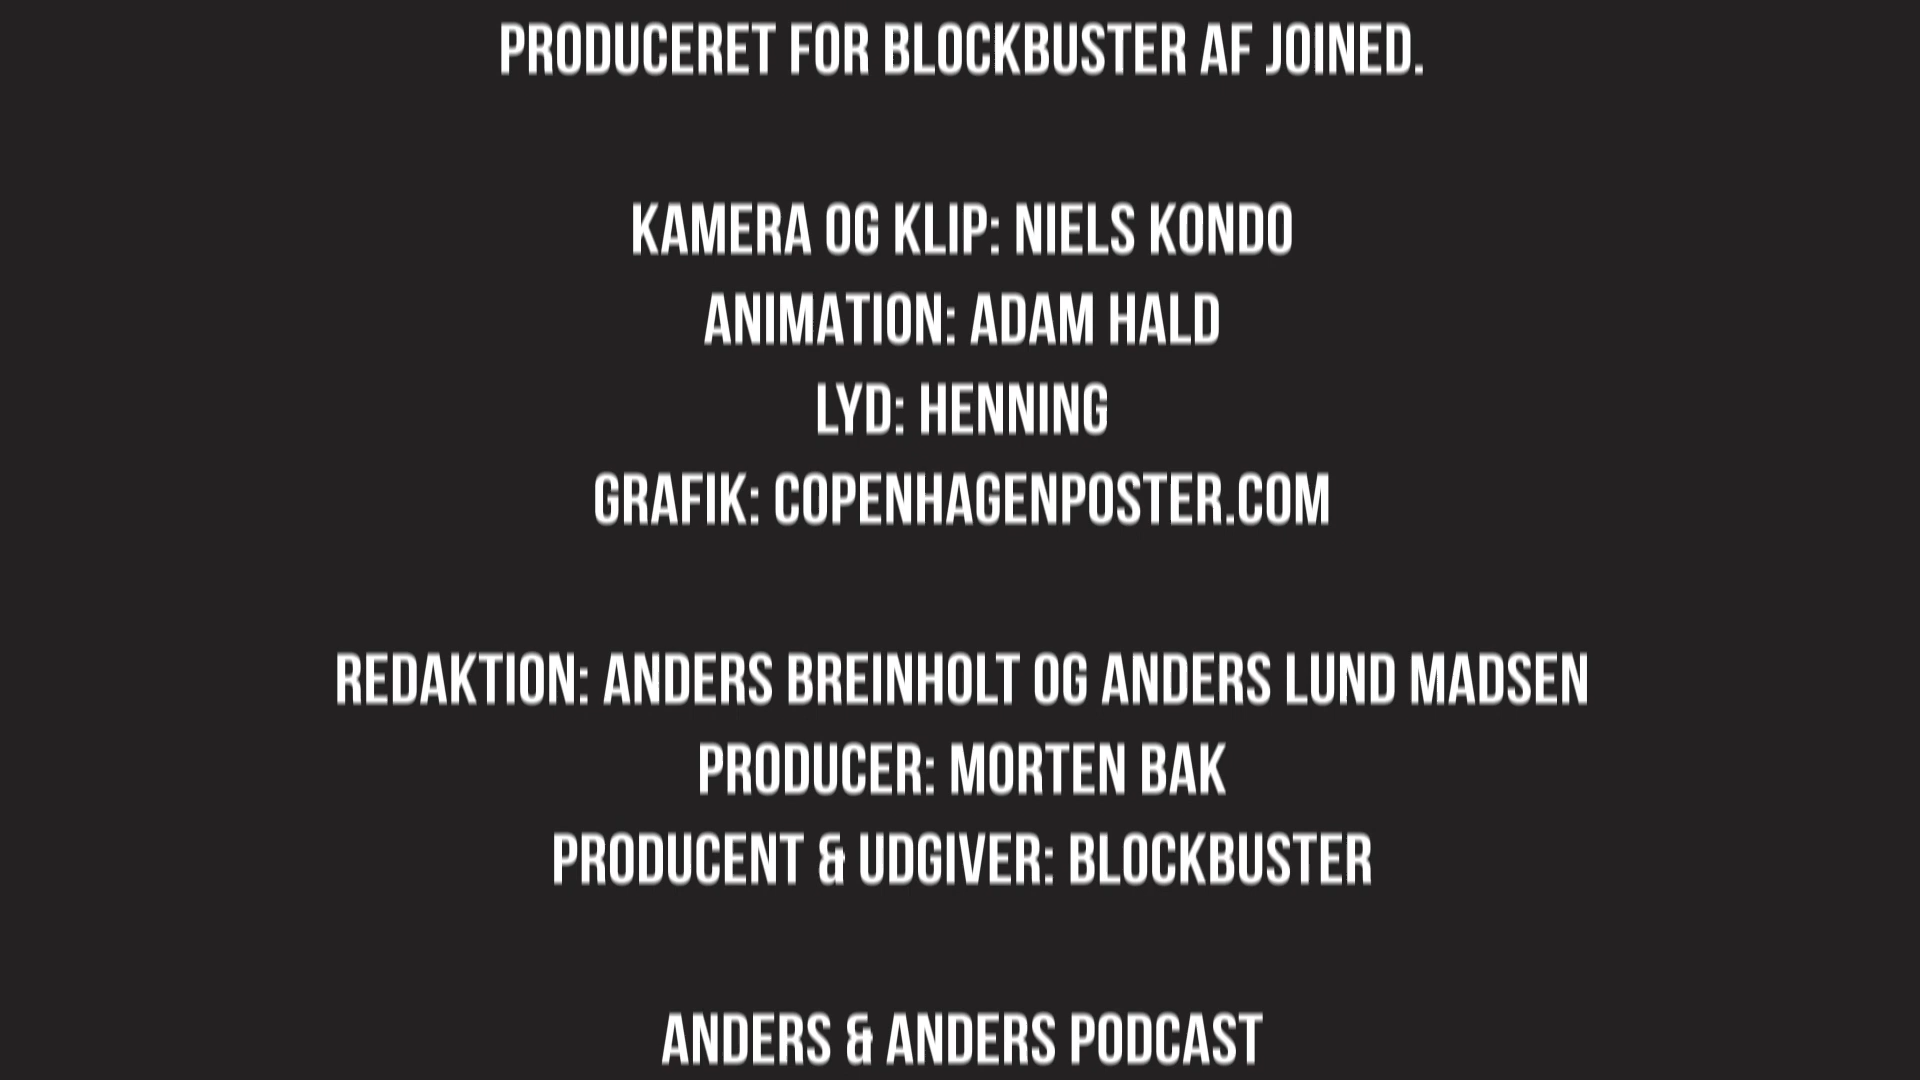 PRODUCERET FOR BLOCKBUSTER AF JOINED.
KAMERA OG KLIP: NIELS KONDO
ANIMATION: ADAM HALD
LYD: HENNING
GRAFIK: COPENHAGENPOSTER.COM
REDAKTION: ANDERS BREINHOLT OG ANDERS LUND MADSEN
PRODUCER: MORTEN BAK
PRODUCENT & UDGIVER: BLOCKBUSTER
ANDERS & ANDERS PODCAST